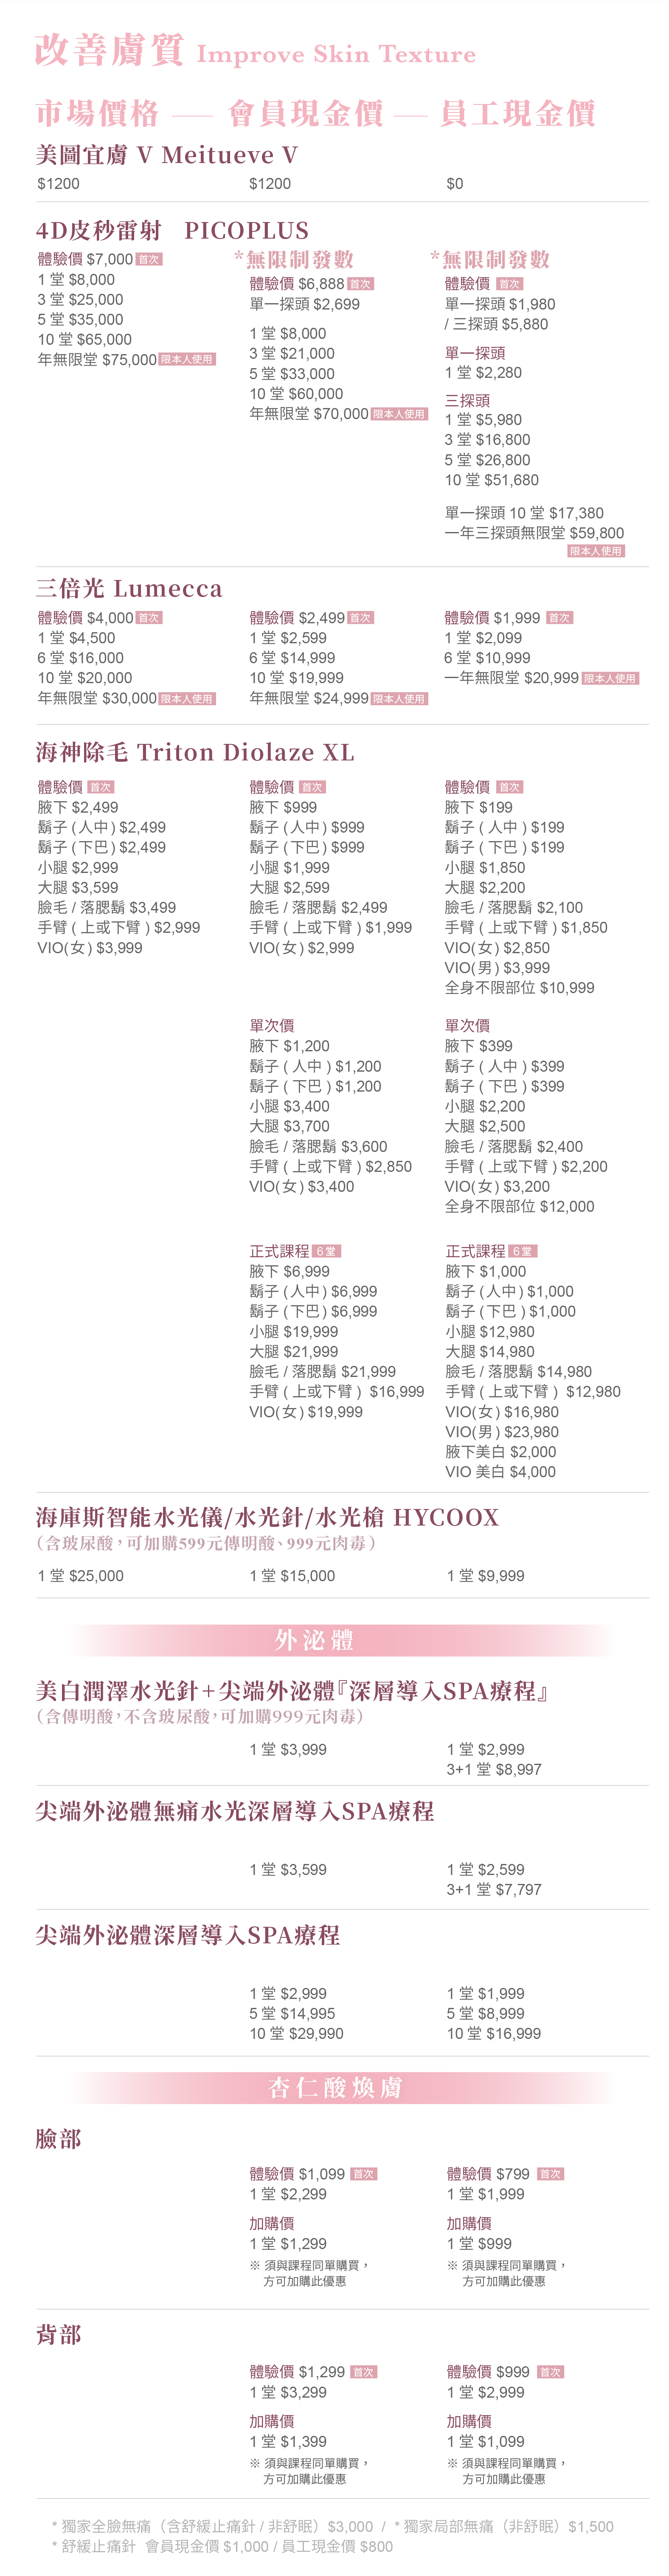 改善膚質 Improve Skin Texture
市場價格 — 會員現金價 — 員工現金價
美圖宜膚 V Meitueve V
$1200 $1200 $0
4D皮秒雷射 PICOPLUS
體驗價 $7,000 首次
1 堂 $8,000
3 堂 $25,000
5 堂 $35,000
10 堂 $65,000
年無限堂 $75,000 限本人使用
*無限制發數
體驗價 $6,888 首次
單一探頭 $2,699
1 堂 $8,000
3 堂 $21,000
5 堂 $33,000
10 堂 $60,000
年無限堂 $70,000 限本人使用
*無限制發數
體驗價 首次
單一探頭 $1,980
/ 三探頭 $5,880
單一探頭
1 堂 $2,280
三探頭
1 堂 $5,980
3 堂 $16,800
5 堂 $26,800
10 堂 $51,680
單一探頭 10 堂 $17,380
一年三探頭無限堂 $59,800
限本人使用
三倍光 Lumecca
體驗價 $4,000 首次
1 堂 $4,500
6 堂 $16,000
10 堂 $20,000
年無限堂 $30,000 限本人使用
體驗價 $2,499 首次
1 堂 $2,599
6 堂 $14,999
10 堂 $19,999
年無限堂 $24,999 限本人使用
體驗價 $1,999 首次
1 堂 $2,099
6 堂 $10,999
一年無限堂 $20,999 限本人使用
海神除毛 Triton Diolaze XL
體驗價 首次
腋下 $2,499
鬍子 (人中) $2,499
鬍子 (下巴) $2,499
小腿 $2,999
大腿 $3,599
臉毛 / 落腮鬍 $3,499
手臂 ( 上或下臂 ) $2,999
VIO(女) $3,999
體驗價 首次
腋下 $999
鬍子 (人中) $999
鬍子 (下巴) $999
小腿 $1,999
大腿 $2,599
臉毛 / 落腮鬍 $2,499
手臂 ( 上或下臂 ) $1,999
VIO(女) $2,999
單次價
腋下 $1,200
鬍子 ( 人中 ) $1,200
鬍子 ( 下巴 ) $1,200
小腿 $3,400
大腿 $3,700
臉毛 / 落腮鬍 $3,600
手臂 ( 上或下臂 ) $2,850
VIO(女) $3,400
正式課程 6 堂
腋下 $6,999
鬍子 (人中) $6,999
鬍子 (下巴) $6,999
小腿 $19,999
大腿 $21,999
臉毛 / 落腮鬍 $21,999
手臂 ( 上或下臂 ) $16,999
VIO(女) $19,999
體驗價 首次
腋下 $199
鬍子 ( 人中 ) $199
鬍子 ( 下巴 ) $199
小腿 $1,850
大腿 $2,200
臉毛 / 落腮鬍 $2,100
手臂 ( 上或下臂 ) $1,850
VIO(女) $2,850
VIO(男) $3,999
全身不限部位 $10,999
單次價
腋下 $399
鬍子 ( 人中 ) $399
鬍子 ( 下巴 ) $399
小腿 $2,200
大腿 $2,500
臉毛 / 落腮鬍 $2,400
手臂 ( 上或下臂 ) $2,200
VIO(女) $3,200
全身不限部位 $12,000
正式課程 6 堂
腋下 $1,000
鬍子 (人中) $1,000
鬍子 (下巴 ) $1,000
小腿 $12,980
大腿 $14,980
臉毛 / 落腮鬍 $14,980
手臂 ( 上或下臂 ) $12,980
VIO(女) $16,980
VIO(男) $23,980
腋下美白 $2,000
VIO 美白 $4,000
海庫斯智能水光儀/水光針/水光槍 HYCOOX
(含玻尿酸，可加購599元傳明酸、999元肉毒)
1 堂 $25,000 1 堂 $15,000 1 堂 $9,999
外泌體
美白潤澤水光針+尖端外泌體『深層導入SPA療程』
(含傳明酸，不含玻尿酸，可加購999元肉毒)
1 堂 $3,999 1 堂 $2,999
3+1 堂 $8,997
尖端外泌體無痛水光深層導入SPA療程
1 堂 $3,599 1 堂 $2,599
3+1 堂 $7,797
尖端外泌體深層導入SPA療程
1 堂 $2,999 1 堂 $1,999
5 堂 $14,995 5 堂 $8,999
10 堂 $29,990 10 堂 $16,999
杏仁酸煥膚
臉部
體驗價 $1,099 首次
1 堂 $2,299
加購價
1 堂 $1,299
※ 須與課程同單購買，
方可加購此優惠
體驗價 $799 首次
1 堂 $1,999
加購價
1 堂 $999
※ 須與課程同單購買，
方可加購此優惠
背部
體驗價 $1,299 首次
1 堂 $3,299
加購價
1 堂 $1,399
※ 須與課程同單購買，
方可加購此優惠
體驗價 $999 首次
1 堂 $2,999
加購價
1 堂 $1,099
※ 須與課程同單購買，
方可加購此優惠
* 獨家全臉無痛（含舒緩止痛針 / 非舒眠）$3,000 / * 獨家局部無痛（非舒眠）$1,500
* 舒緩止痛針 會員現金價 $1,000 / 員工現金價 $800